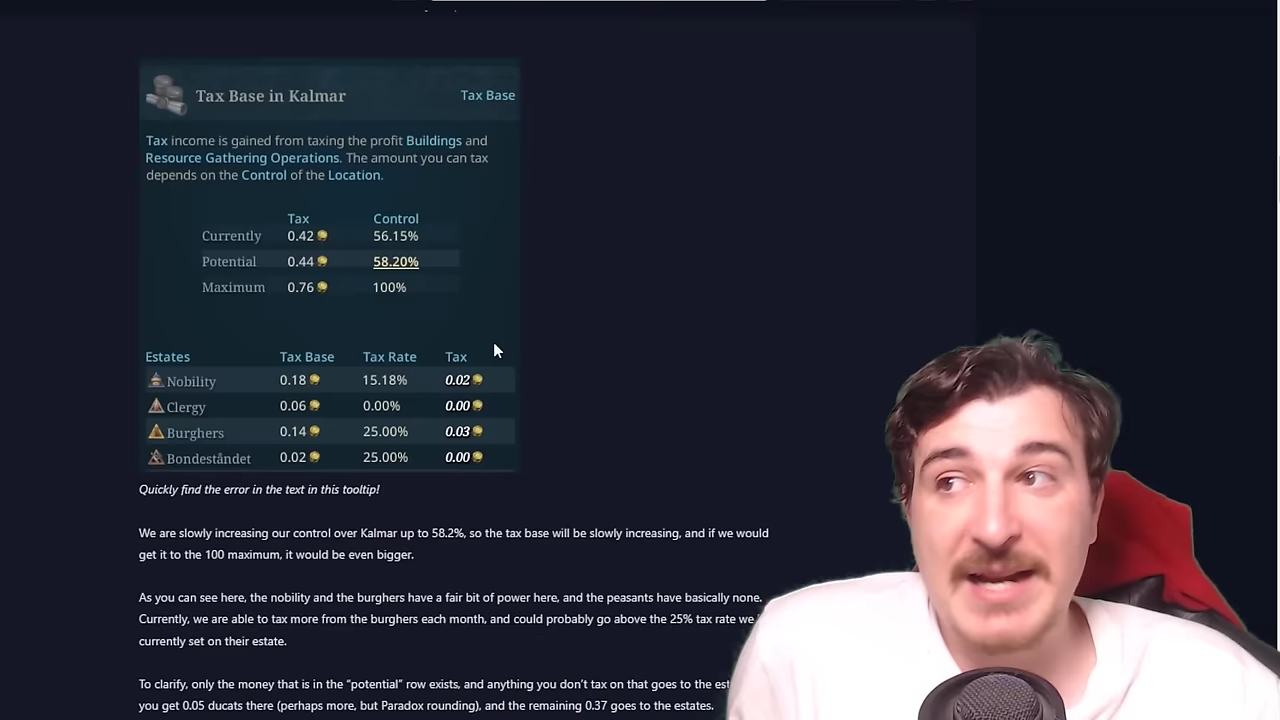 Tax Base in Kalmar
Tax Base
Tax income is gained from taxing the profit Buildings and
Resource Gathering Operations. The amount you can tax
depends on the Control of the Location.
Tax Control
Currently 0.42 56.15%
Potential 0.44 58.20%
Maximum 0.76 100%
Estates Tax Base Tax Rate Tax
Nobility 0.18 15.18% 0.02
Clergy 0.06 0.00% 0.00
Burghers 0.14 25.00% 0.03
Bondeståndet 0.02 25.00% 0.00
Quickly find the error in the text in this tooltip!
We are slowly increasing our control over Kalmar up to 58.2%, so the tax base will be slowly increasing, and if we would
get it to the 100 maximum, it would be even bigger.
As you can see here, the nobility and the burghers have a fair bit of power here, and the peasants have basically none.
Currently, we are able to tax more from the burghers each month, and could probably go above the 25% tax rate we
currently set on their estate.
To clarify, only the money that is in the “potential” row exists, and anything you don’t tax on that goes to the
you get 0.05 ducats there (perhaps more, but Paradox rounding), and the remaining 0.37 goes to the estates.